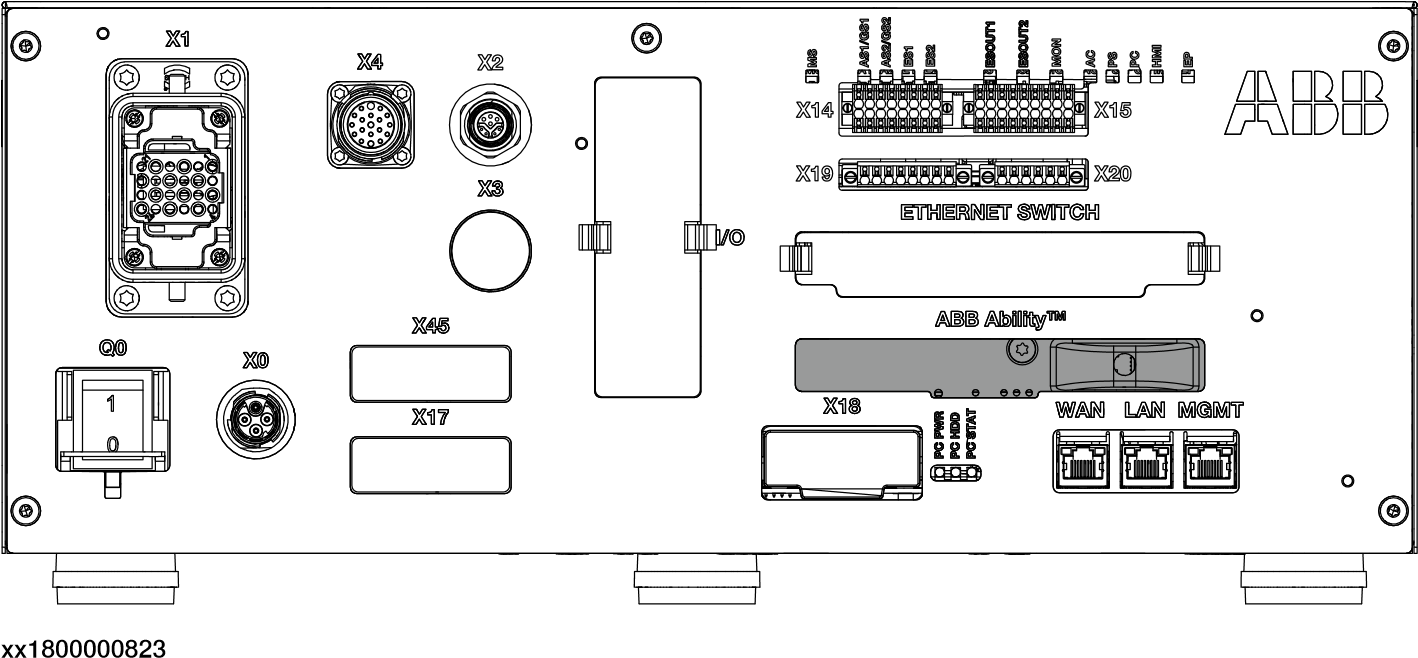 X1
X4
X2
X3
MS
AS1/GS1
AS2/GS2
ES1
ES2
ESOUT1
ESOUT2
MON
AC
PS
PC
HMI
EP
X14
X15
ABB
X19
X20
ETHERNET SWITCH
I/O
ABB Ability™
X45
Q0
X0
1
0
X17
X18
PC PWR
PC HDD
PC STAT
WAN LAN MGMT
xx1800000823